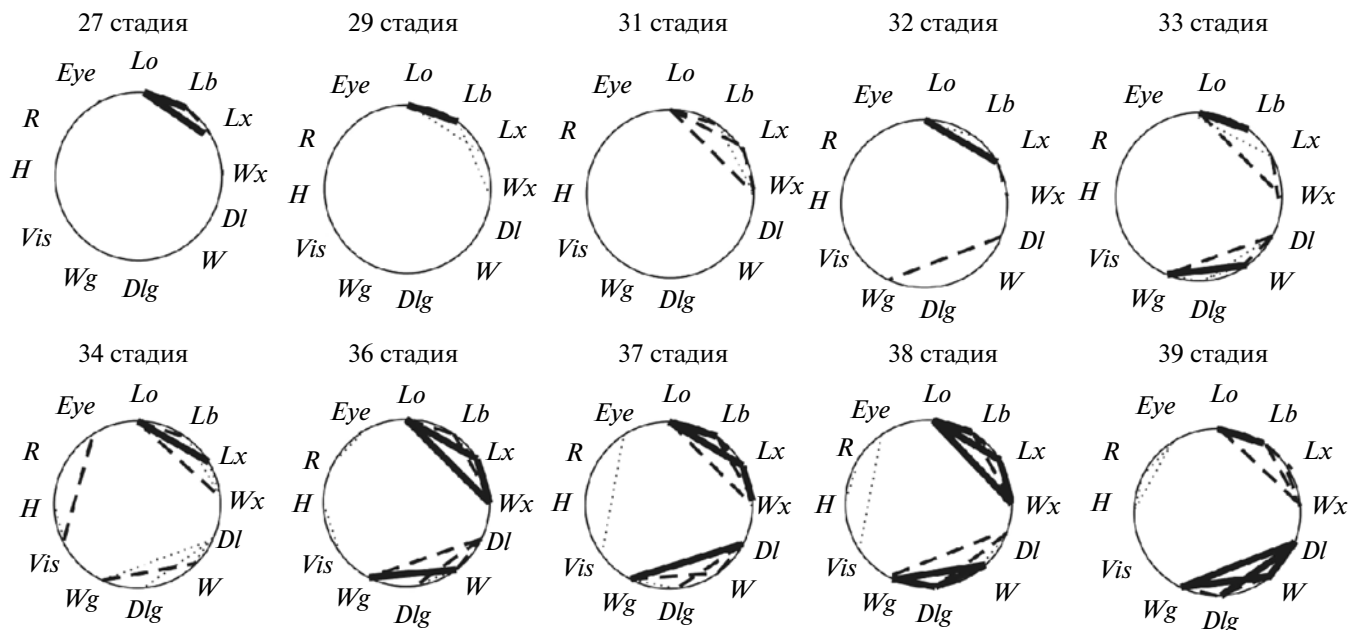 27 стадия 29 стадия 31 стадия 32 стадия 33 стадия
Lo Lb Lx Wx Dl W Dlg Wg Vis H R Eye
Lo Lb Lx Wx Dl W Dlg Wg Vis H R Eye
Lo Lb Lx Wx Dl W Dlg Wg Vis H R Eye
Lo Lb Lx Wx Dl W Dlg Wg Vis H R Eye
Lo Lb Lx Wx Dl W Dlg Wg Vis H R Eye
34 стадия 36 стадия 37 стадия 38 стадия 39 стадия
Lo Lb Lx Wx Dl W Dlg Wg Vis H R Eye
Lo Lb Lx Wx Dl W Dlg Wg Vis H R Eye
Lo Lb Lx Wx Dl W Dlg Wg Vis H R Eye
Lo Lb Lx Wx Dl W Dlg Wg Vis H R Eye
Lo Lb Lx Wx Dl W Dlg Wg Vis H R Eye